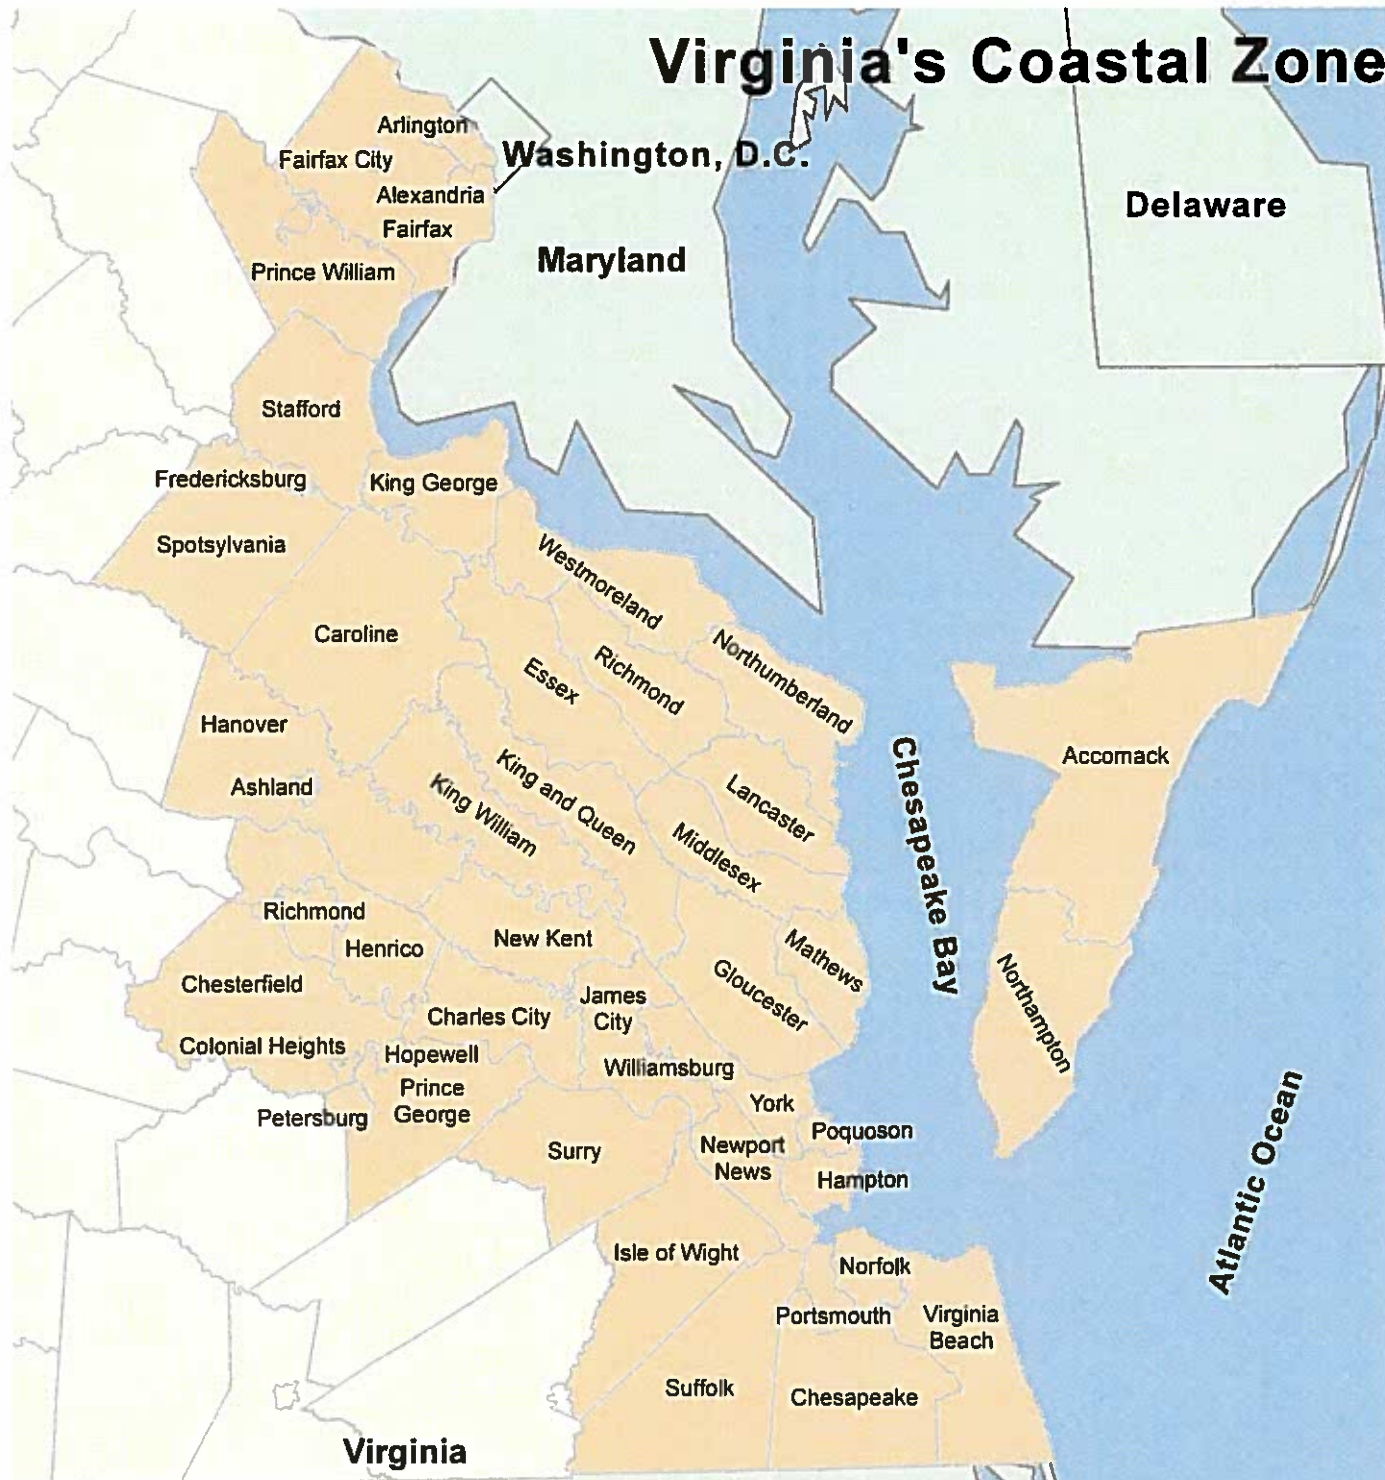 Virginia's Coastal Zone
Arlington
Washington, D.C.
Fairfax City
Alexandria
Delaware
Fairfax
Maryland
Prince William
Stafford
Fredericksburg
King George
Spotsylvania
Westmoreland
Caroline
Northumberland
Richmond
Essex
Hanover
Accomack
Ashland
King and Queen
King William
Lancaster
Chesapeake Bay
Middlesex
Richmond
Henrico
New Kent
Mathews
Chesterfield
Gloucester
James
City
Northampton
Charles City
Colonial Heights
Hopewell
Williamsburg
Prince
George
Petersburg
York
Poquoson
Newport
News
Surry
Hampton
Atlantic Ocean
Isle of Wight
Norfolk
Portsmouth
Virginia
Beach
Suffolk
Chesapeake
Virginia